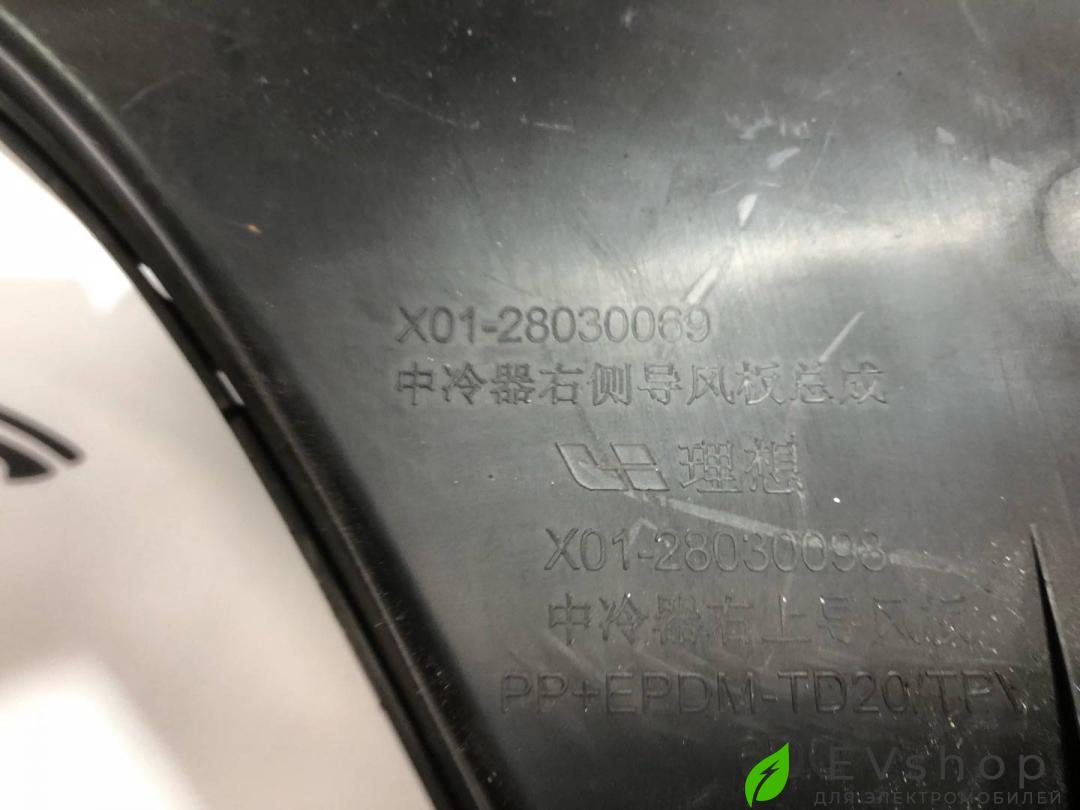 X01-28030069
中冷器右侧导风板总成
理想
X01-28030098
中冷器右上导风板
PP+EPDM-TD20/TPV
EVshop
ДЛЯ ЭЛЕКТРОМОБИЛЕЙ